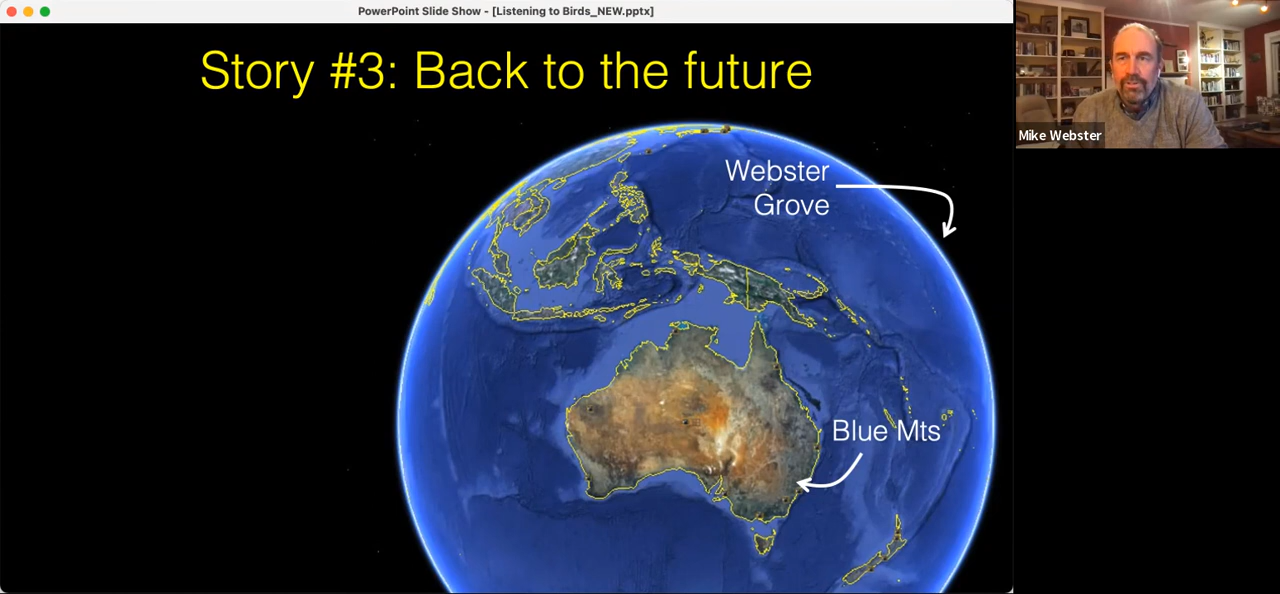 PowerPoint Slide Show - [Listening to Birds_NEW.pptx]
Story #3: Back to the future
Webster
Grove
Blue Mts
Mike Webster